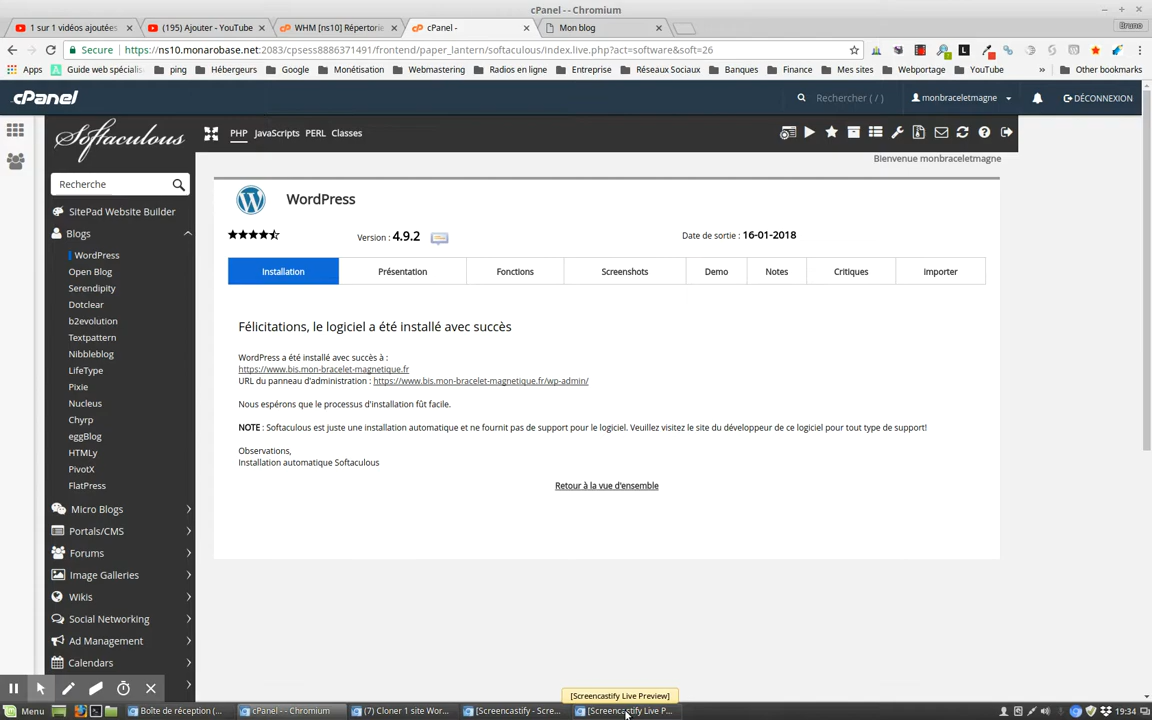 cPanel - - Chromium
1 sur 1 vidéos ajoutées
(195) Ajouter - YouTube
WHM [ns10] Répertorie
cPanel -
Mon blog
Bruno
Secure https://ns10.monarobase.net:2083/cpsess8886371491/frontend/paper_lantern/softaculous/index.live.php?act=software&soft=26
Apps Guide web spécialis ping Hébergeurs Google Monétisation Webmastering Radios en ligne Entreprise Réseaux Sociaux Banques Finance Mes sites Webportage YouTube » Other bookmarks
cPanel Rechercher ( / ) monbraceletmagne DÉCONNEXION
Softaculous PHP JavaScripts PERL Classes
Bienvenue monbraceletmagne
Recherche
SitePad Website Builder
Blogs
WordPress
Open Blog
Serendipity
Dotclear
b2evolution
Textpattern
Nibbleblog
LifeType
Pixie
Nucleus
Chyrp
eggBlog
HTMLy
PivotX
FlatPress
Micro Blogs
Portals/CMS
Forums
Image Galleries
Wikis
Social Networking
Ad Management
Calendars
WordPress
Version : 4.9.2
Date de sortie : 16-01-2018
Installation Présentation Fonctions Screenshots Demo Notes Critiques Importer
Félicitations, le logiciel a été installé avec succès
WordPress a été installé avec succès à :
https://www.bis.mon-bracelet-magnetique.fr
URL du panneau d'administration : https://www.bis.mon-bracelet-magnetique.fr/wp-admin/
Nous espérons que le processus d'installation fût facile.
NOTE : Softaculous est juste une installation automatique et ne fournit pas de support pour le logiciel. Veuillez visitez le site du développeur de ce logiciel pour tout type de support!
Observations,
Installation automatique Softaculous
Retour à la vue d'ensemble
[Screencastify Live Preview]
Menu
Boîte de réception (...
cPanel - - Chromium
(7) Cloner 1 site Wor...
[Screencastify - Scre...
[Screencastify Live P...
19:34